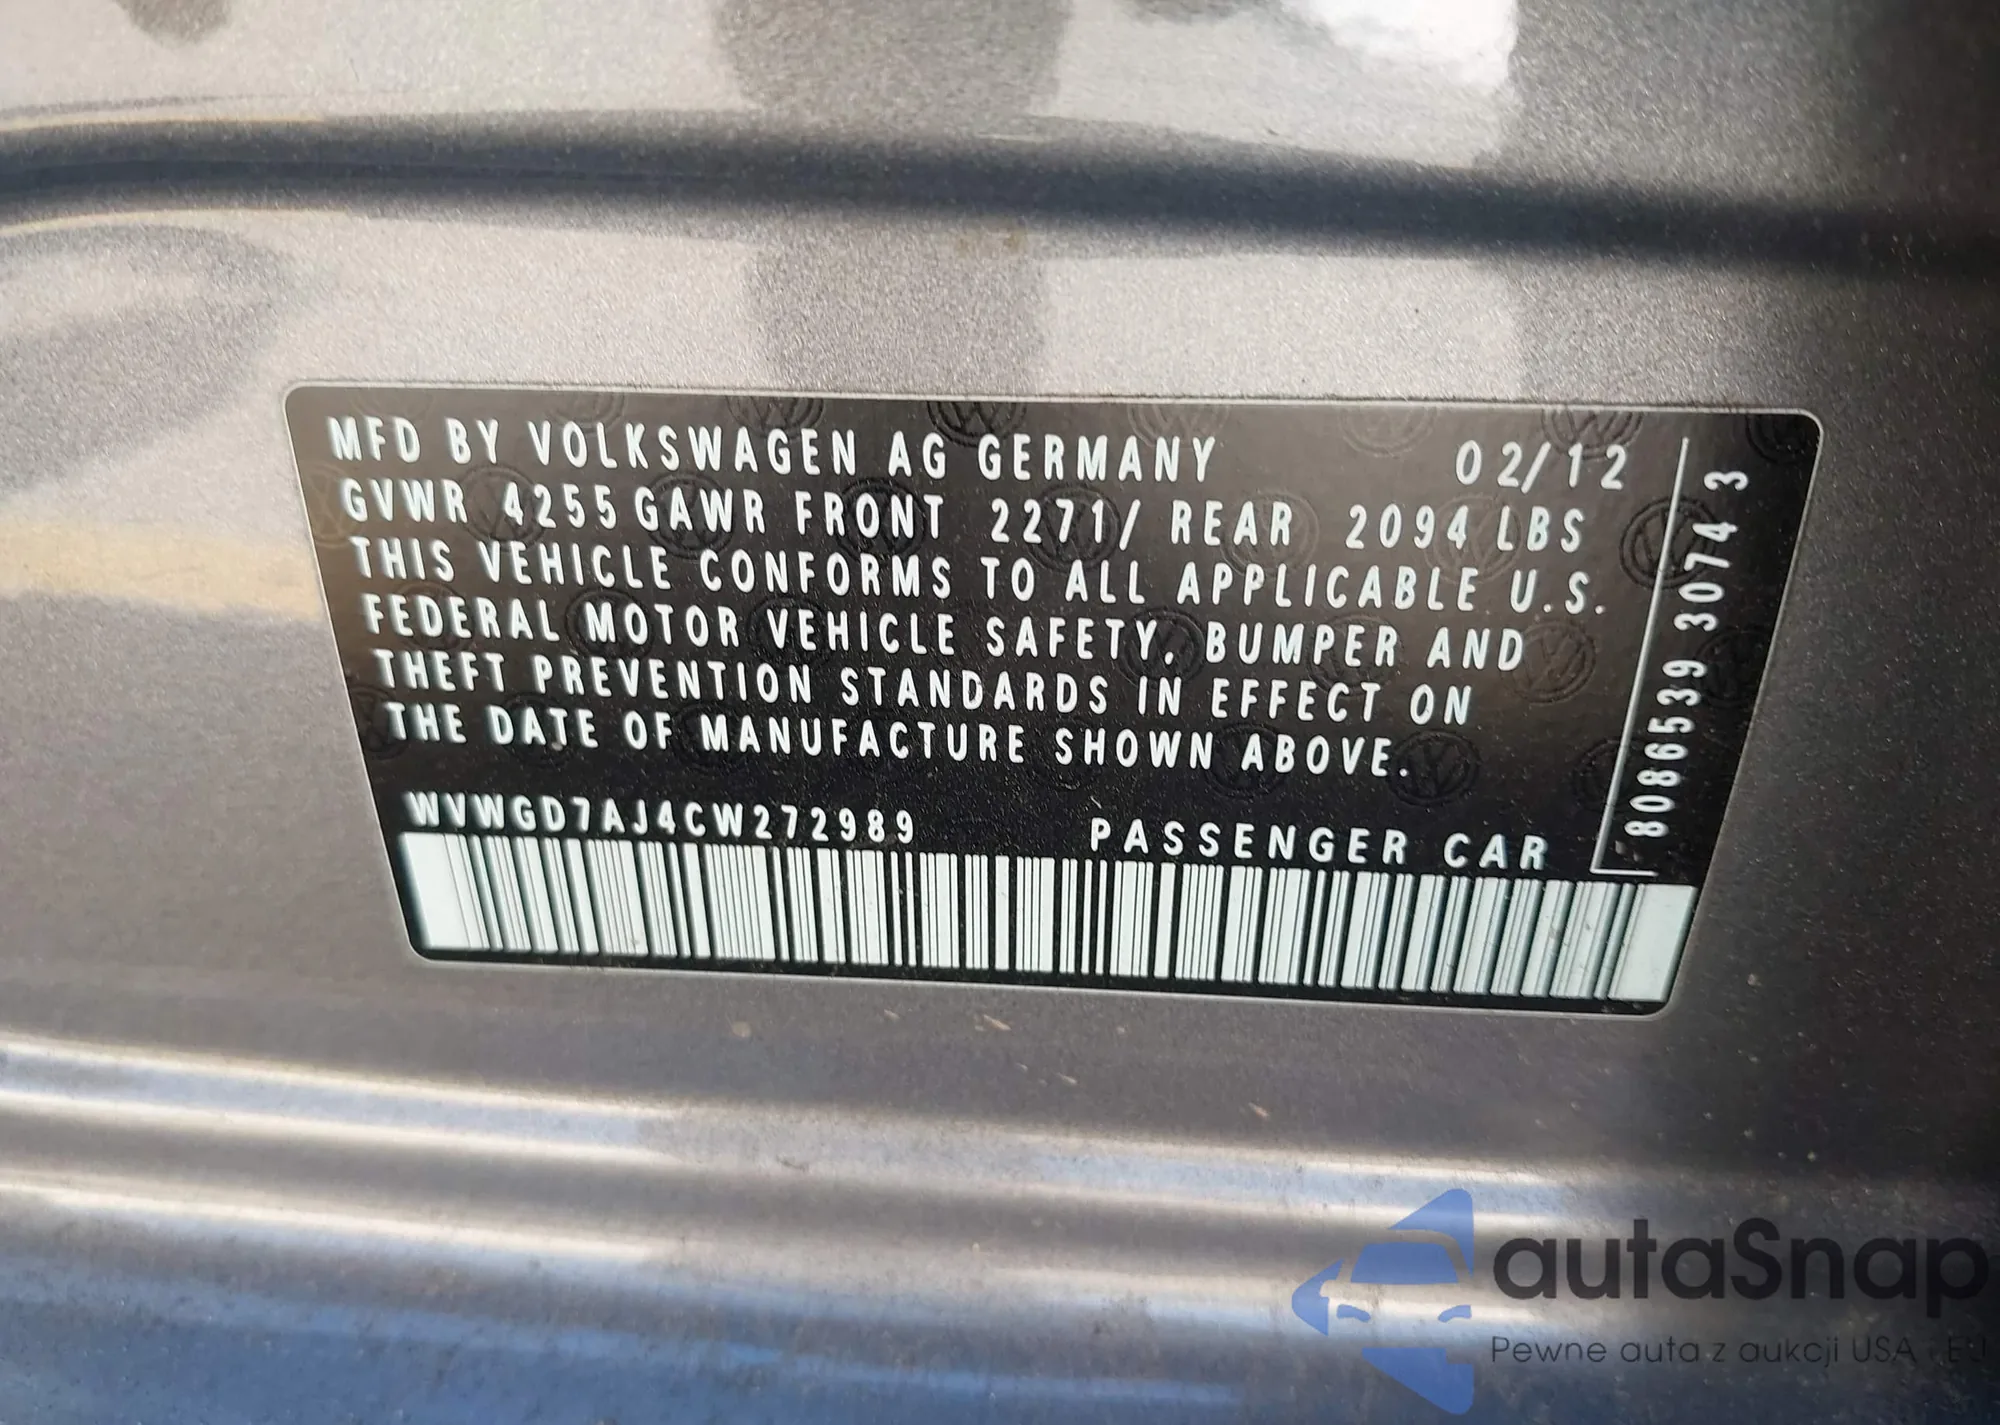 MFD BY VOLKSWAGEN AG GERMANY 02/12
GVWR 4255 GAWR FRONT 2271/ REAR 2094 LBS
THIS VEHICLE CONFORMS TO ALL APPLICABLE U.S.
FEDERAL MOTOR VEHICLE SAFETY, BUMPER AND
THEFT PREVENTION STANDARDS IN EFFECT ON
THE DATE OF MANUFACTURE SHOWN ABOVE.
WVWGD7AJ4CW272989 PASSENGER CAR
8086539 3074 3
autaSnap
Pewne auta z aukcji USA i EU